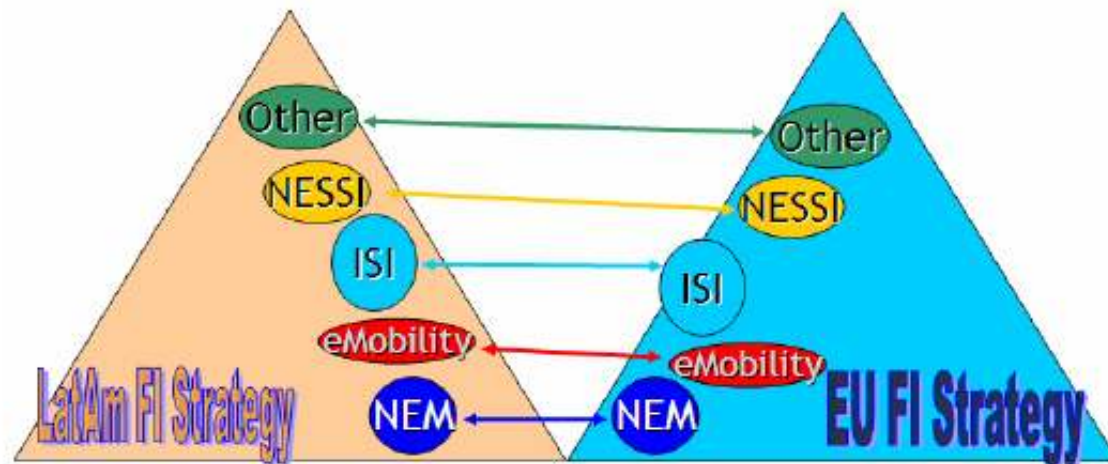 Other
Other
NESSI
NESSI
ISI
ISI
eMobility
eMobility
LatAm FI Strategy
NEM
NEM
EU FI Strategy